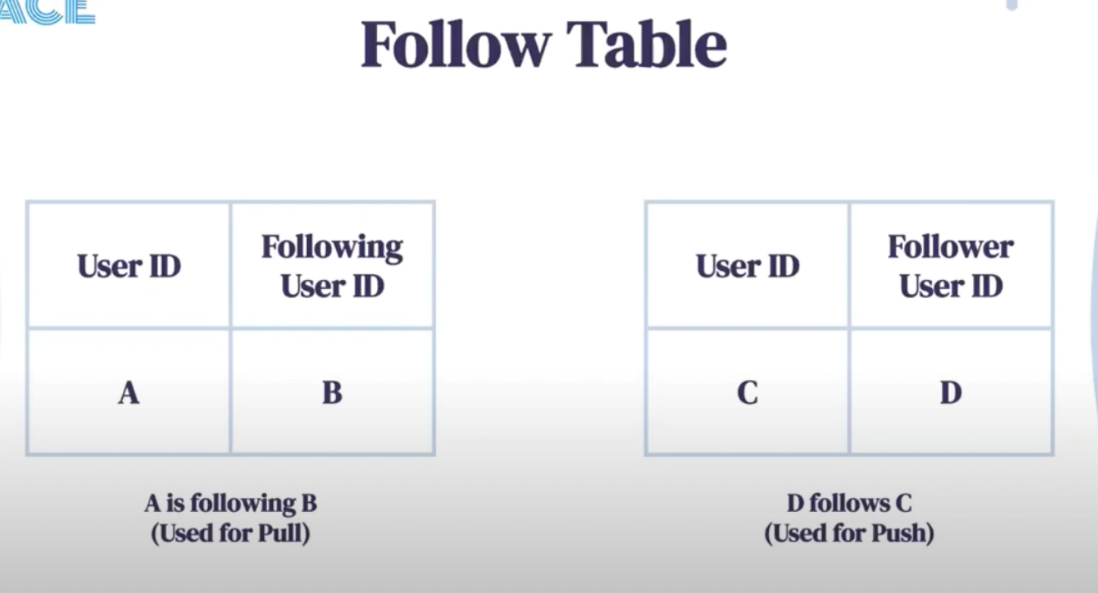 ACE
Follow Table
User ID
Following
User ID
A
B
A is following B
(Used for Pull)
User ID
Follower
User ID
C
D
D follows C
(Used for Push)